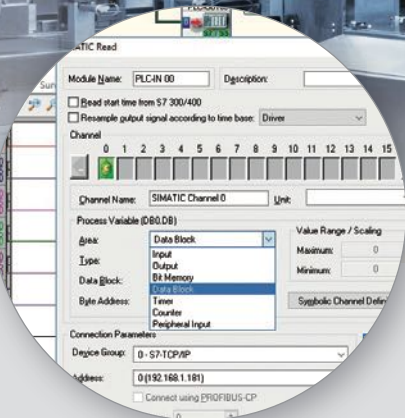 PLC-IN 00
SIMATIC Read
Module Name: PLC-IN 00 Description:
Read start time from S7 300/400
Resample output signal according to time base: Driver
Channel
0 1 2 3 4 5 6 7 8 9 10 11 12 13 14 15
Channel Name: SIMATIC Channel 0 Unit:
Process Variable (DB0.DB)
Value Range / Scaling
Area: Data Block
Maximum: 0
Input
Type:
Output
Bit Memory
Minimum: 0
Data Block:
Data Block
Byte Address:
Timer
Symbolic Channel Defin
Counter
Peripheral Input
Connection Parameters
Device Group: 0 - S7-TCP/IP
Address: 0 (192.168.1.181)
Connect using PROFIBUS-CP
0